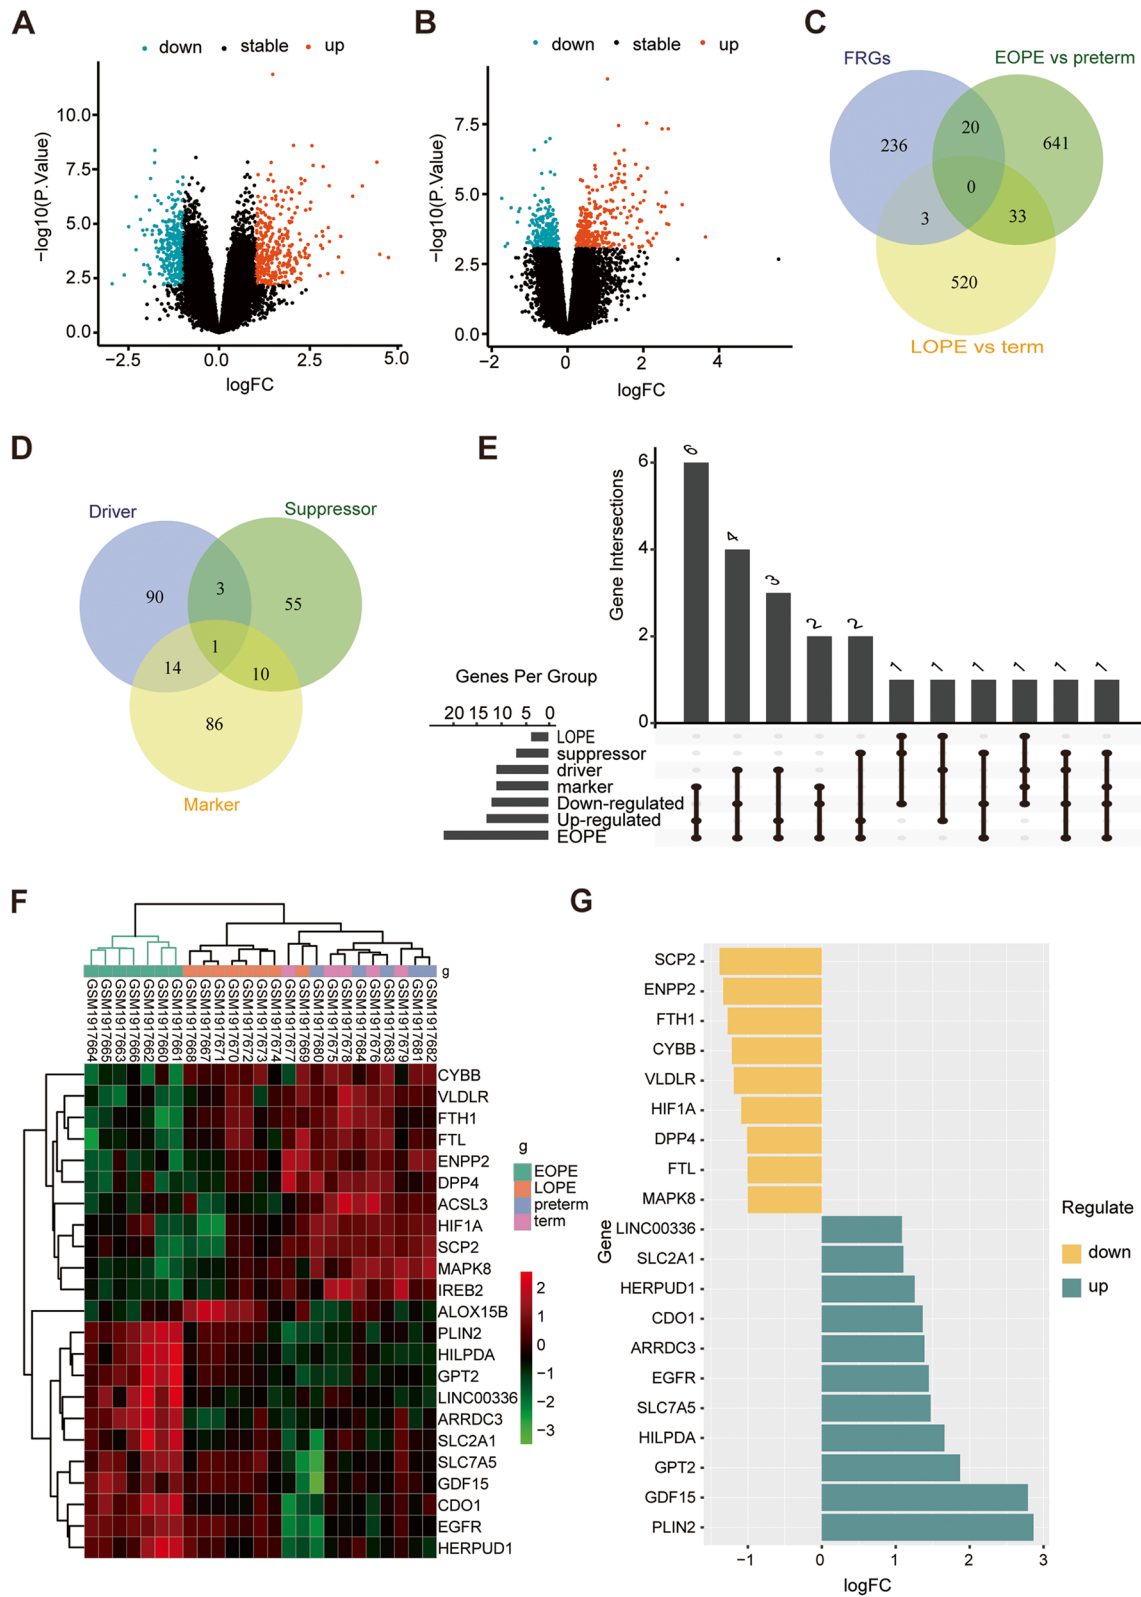 A
down stable up
−log10(P.Value)
10.0
7.5
5.0
2.5
0.0
−2.5 0.0 2.5 5.0
logFC
B
down stable up
−log10(P.Value)
7.5
5.0
2.5
0.0
−2 0 2 4
logFC
C
FRGs
EOPE vs preterm
236 20 641
0
3 33
520
LOPE vs term
D
Driver
Suppressor
90 3 55
1
14 10
86
Marker
E
Gene Intersections
6
4
2
0
6 4 3 2 2 1 1 1 1 1 1
Genes Per Group
20 15 10 5 0
LOPE
suppressor
driver
marker
Down-regulated
Up-regulated
EOPE
F
g
GSM1917664
GSM1917665
GSM1917663
GSM1917666
GSM1917662
GSM1917660
GSM1917661
GSM1917668
GSM1917667
GSM1917671
GSM1917670
GSM1917672
GSM1917673
GSM1917674
GSM1917677
GSM1917669
GSM1917680
GSM1917675
GSM1917678
GSM1917684
GSM1917676
GSM1917683
GSM1917679
GSM1917681
GSM1917682
CYBB
VLDLR
FTH1
FTL
ENPP2
DPP4
ACSL3
HIF1A
SCP2
MAPK8
IREB2
ALOX15B
PLIN2
HILPDA
GPT2
LINC00336
ARRDC3
SLC2A1
SLC7A5
GDF15
CDO1
EGFR
HERPUD1
g
EOPE
LOPE
preterm
term
2
1
0
−1
−2
−3
G
Gene
SCP2
ENPP2
FTH1
CYBB
VLDLR
HIF1A
DPP4
FTL
MAPK8
LINC00336
SLC2A1
HERPUD1
CDO1
ARRDC3
EGFR
SLC7A5
HILPDA
GPT2
GDF15
PLIN2
−1 0 1 2 3
logFC
Regulate
down
up